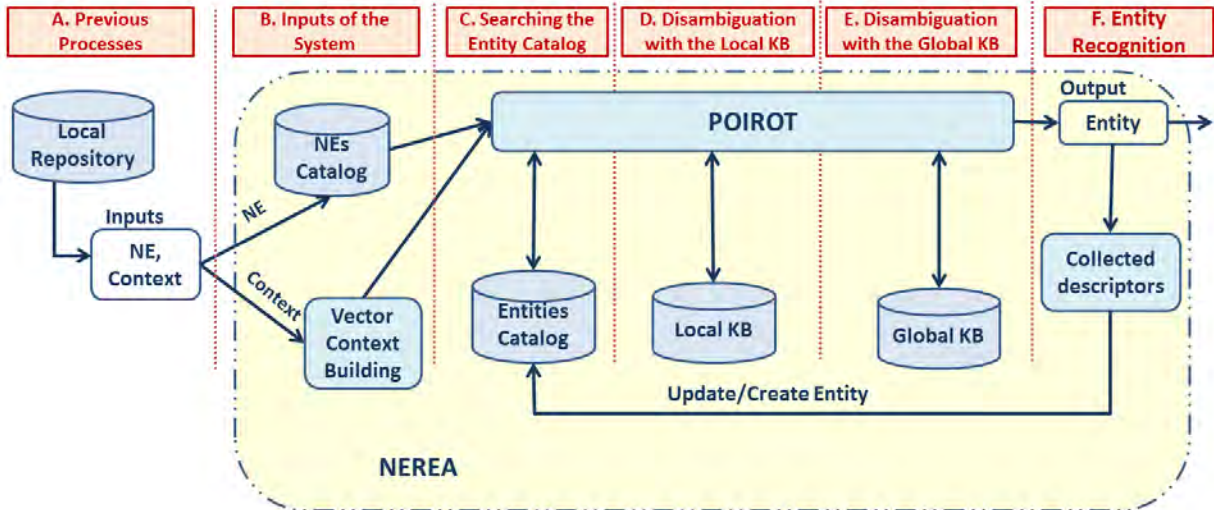 A. Previous
Processes
B. Inputs of the
System
C. Searching the
Entity Catalog
D. Disambiguation
with the Local KB
E. Disambiguation
with the Global KB
F. Entity
Recognition
Local
Repository
Inputs
NE,
Context
NE
Context
NEs
Catalog
Vector
Context
Building
POIROT
Entities
Catalog
Local KB
Global KB
Output
Entity
Collected
descriptors
Update/Create Entity
NEREA